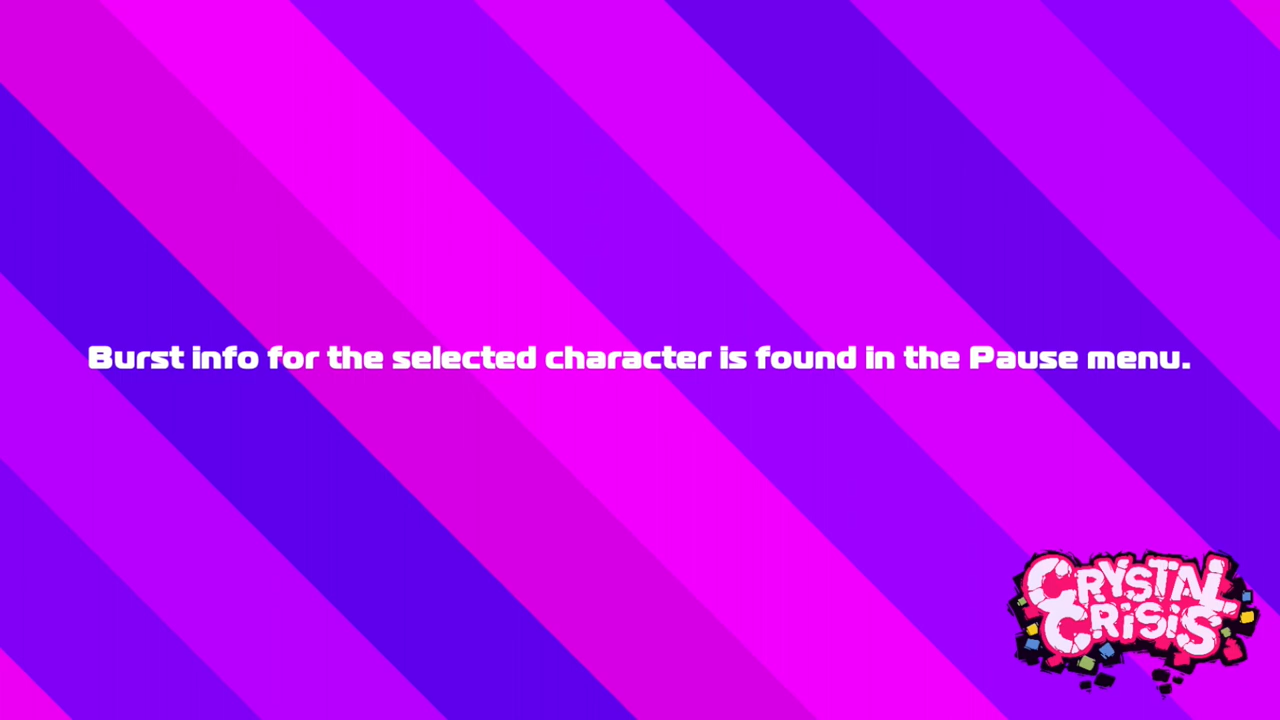 Burst info for the selected character is found in the Pause menu.
CRYSTAL
CRiSiS